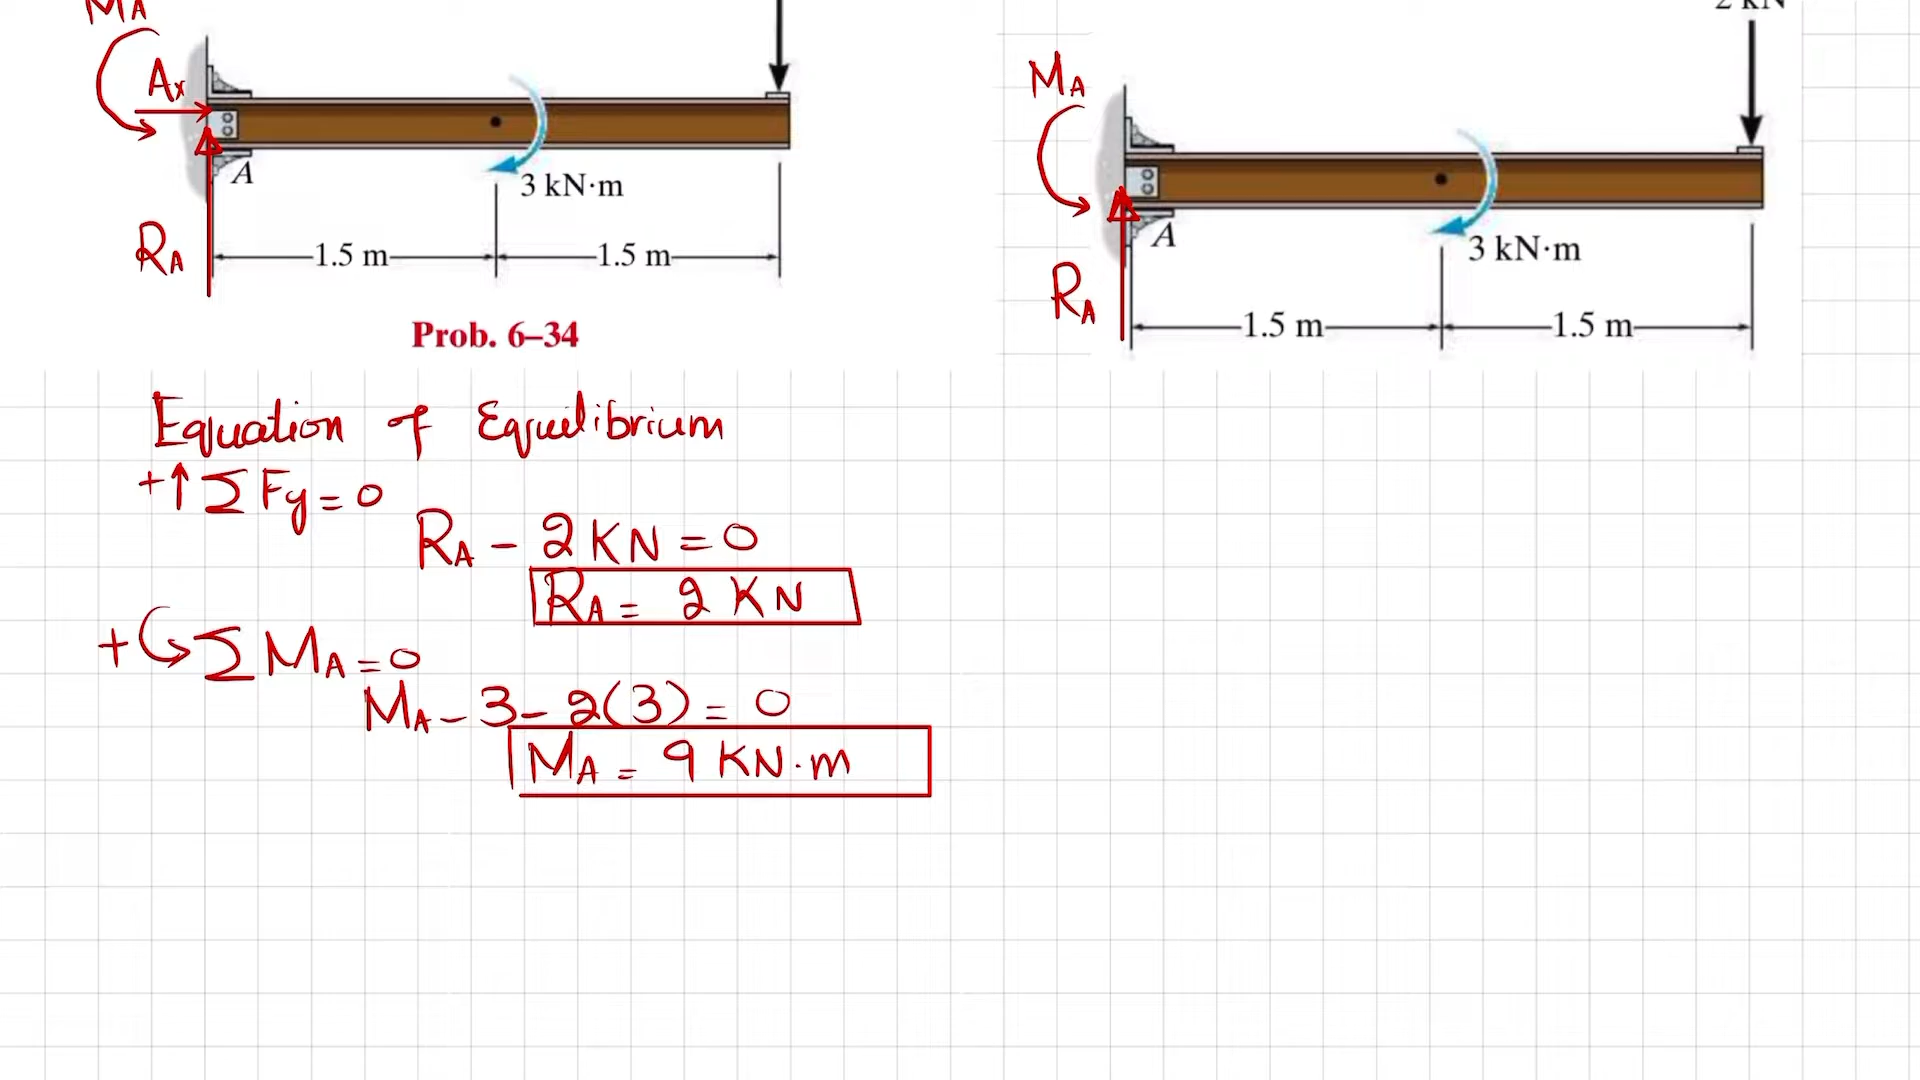 MA
Ax
A
3 kN·m
RA
1.5 m
1.5 m
Prob. 6–34
2 kN
MA
A
3 kN·m
RA
1.5 m
1.5 m
Equation of Equilibrium
+↑ ΣFy = 0
RA - 2 KN = 0
RA = 2 KN
+⤹ ΣMA = 0
MA - 3 - 2(3) = 0
MA = 9 KN·m